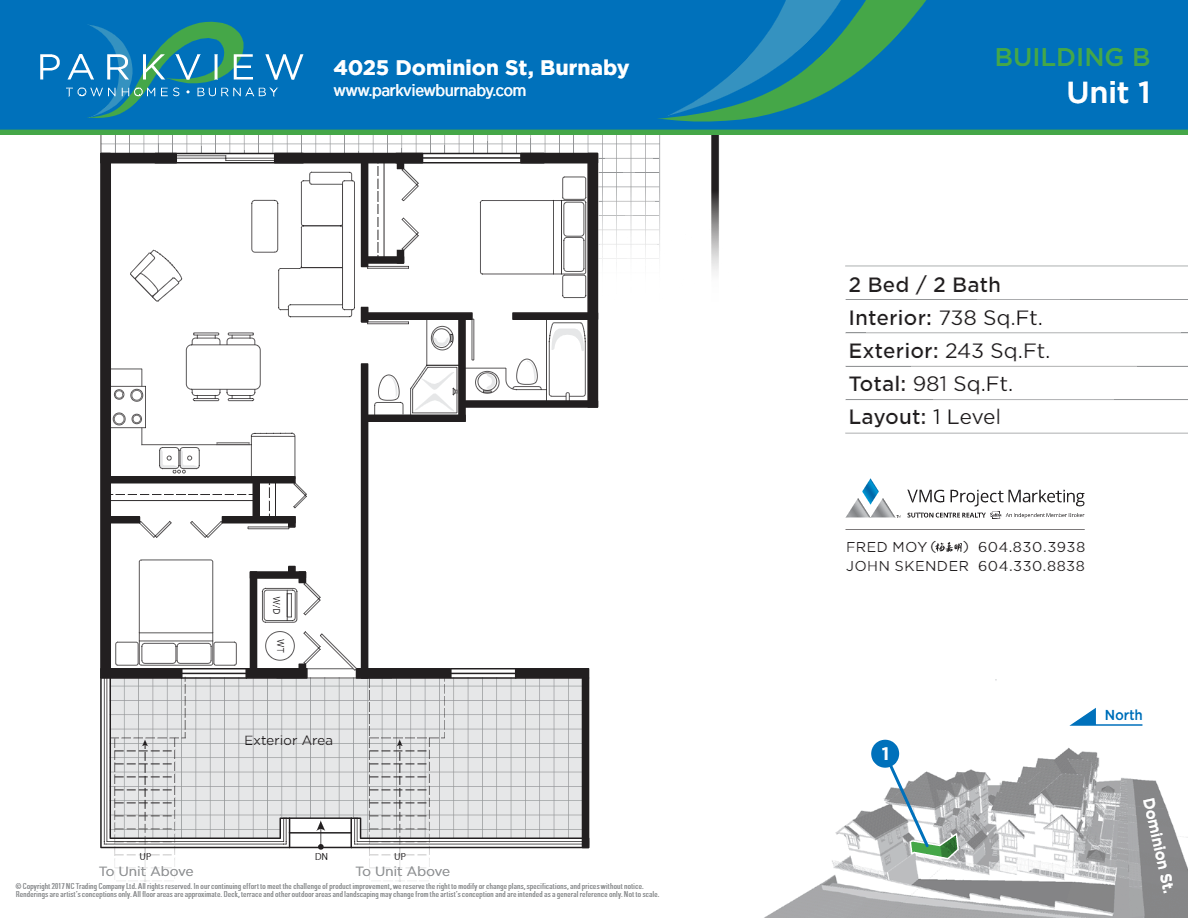 PARKVIEW
TOWNHOMES • BURNABY
4025 Dominion St, Burnaby
www.parkviewburnaby.com
BUILDING B
Unit 1
2 Bed / 2 Bath
Interior: 738 Sq.Ft.
Exterior: 243 Sq.Ft.
Total: 981 Sq.Ft.
Layout: 1 Level
VMG Project Marketing
SUTTON CENTRE REALTY An Independent Member Broker
FRED MOY 604.830.3938
JOHN SKENDER 604.330.8838
W/D
WT
Exterior Area
UP
DN
UP
To Unit Above
To Unit Above
North
1
Dominion St.
© Copyright 2017 NC Trading Company Ltd. All rights reserved. In our continuing effort to meet the challenge of product improvement, we reserve the right to modify or change plans, specifications, and prices without notice.
Renderings are artist's conceptions only. All floor areas are approximate. Deck, terrace and other outdoor areas and landscaping may change from the artist's conception and are intended as a general reference only. Not to scale.